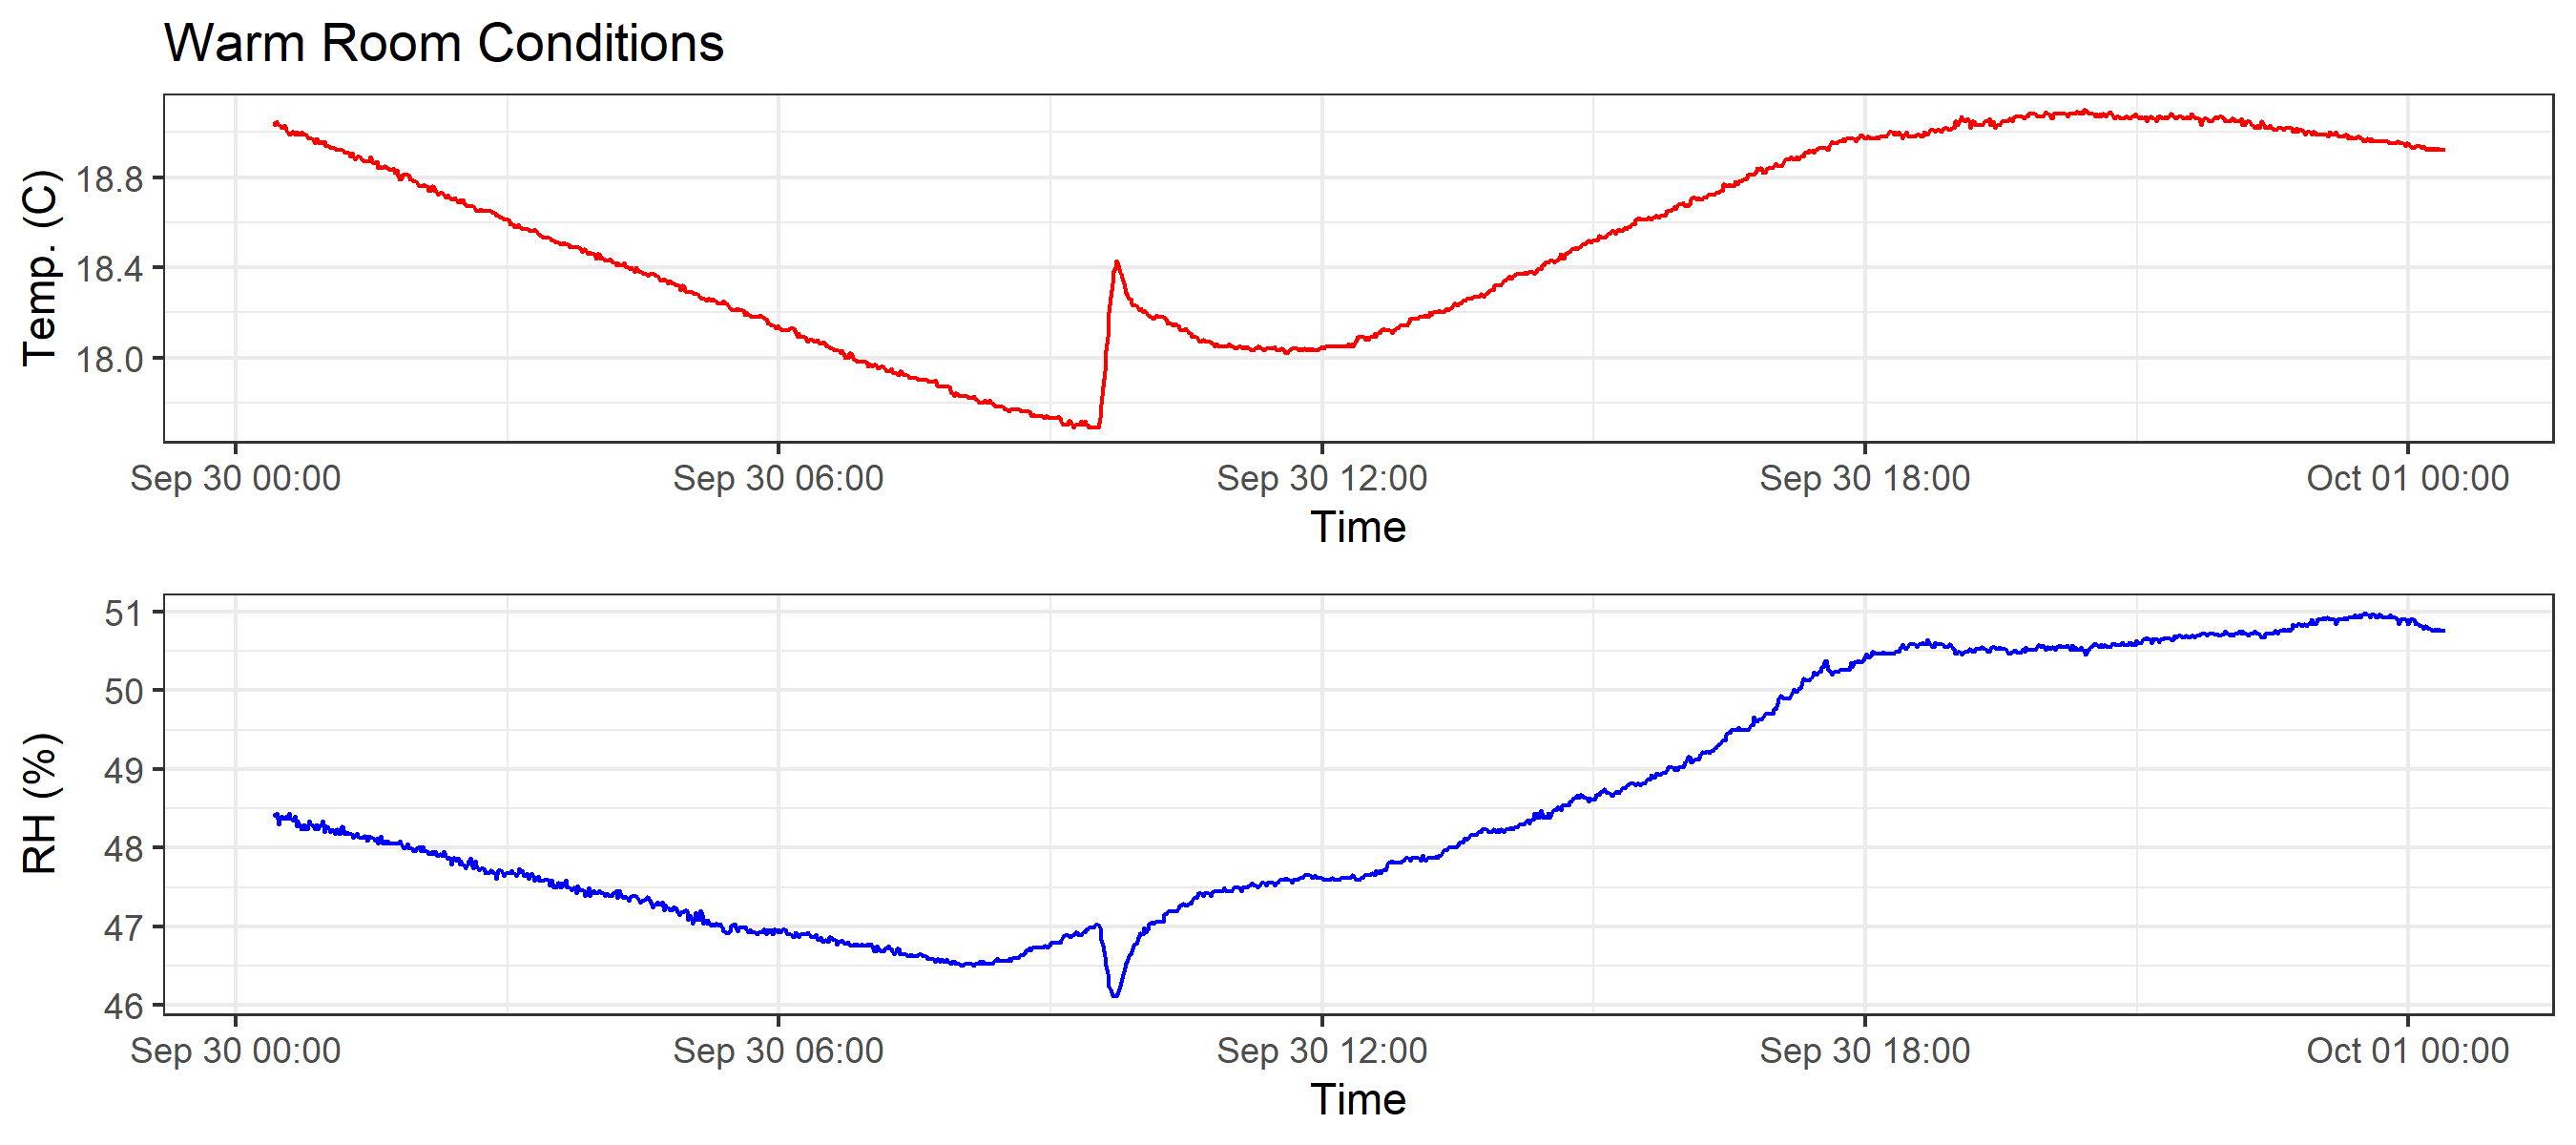 Warm Room Conditions
Temp. (C)
18.8
18.4
18.0
Sep 30 00:00 Sep 30 06:00 Sep 30 12:00 Sep 30 18:00 Oct 01 00:00
Time
RH (%)
51
50
49
48
47
46
Sep 30 00:00 Sep 30 06:00 Sep 30 12:00 Sep 30 18:00 Oct 01 00:00
Time